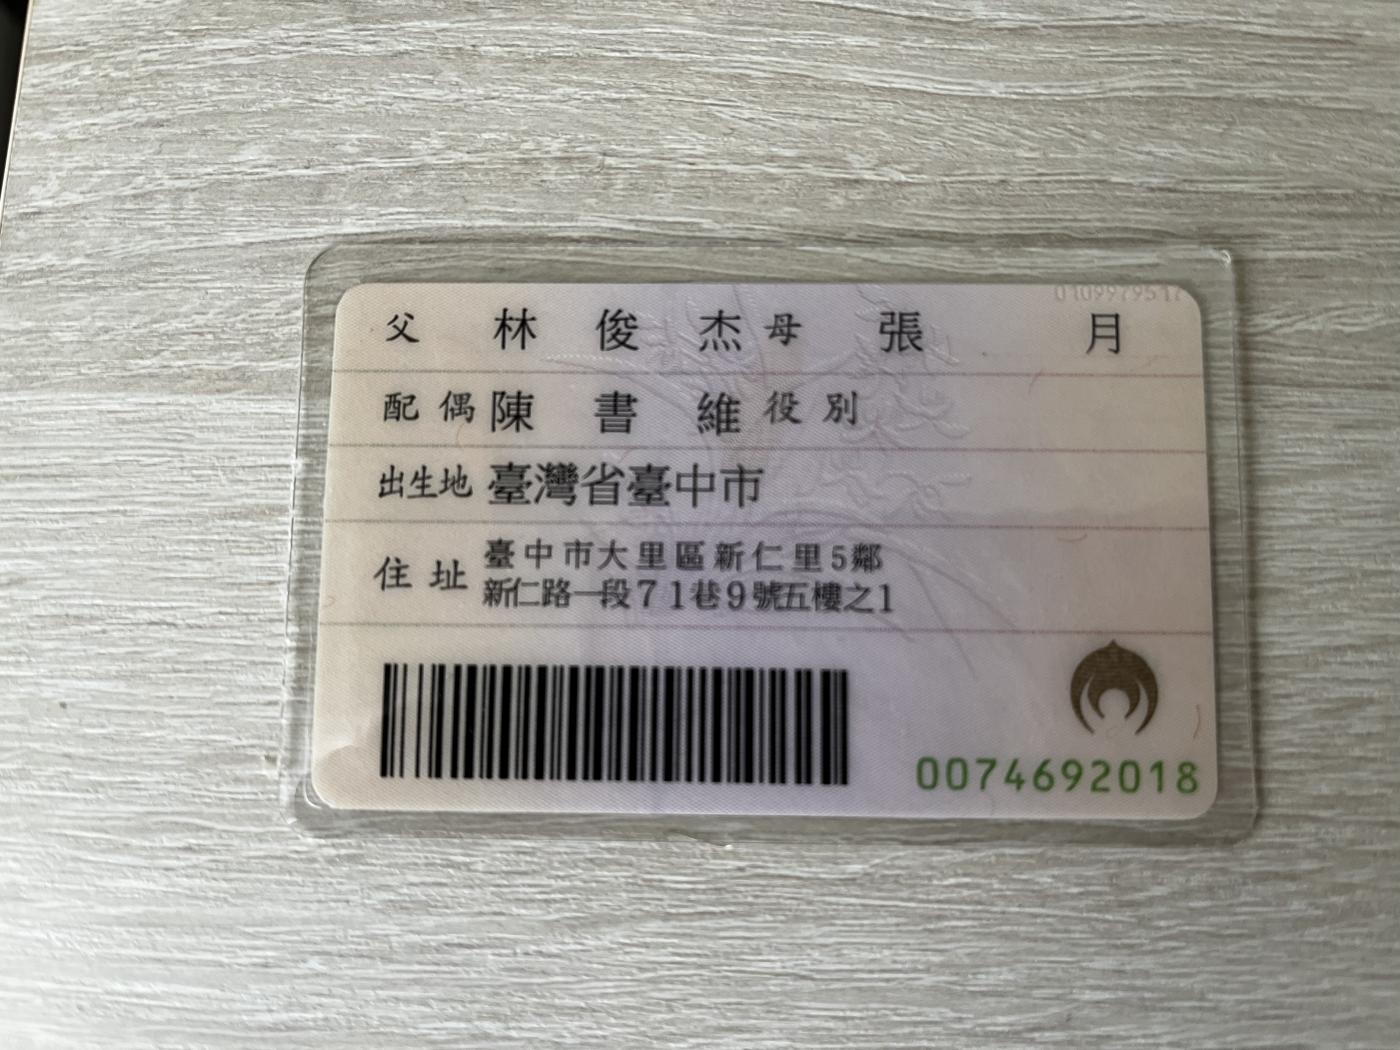 0109979517
父 林 俊 杰 母 張 月
配偶 陳 書 維 役別
出生地 臺灣省臺中市
住址 臺中市大里區新仁里5鄰
新仁路一段71巷9號五樓之1
0074692018